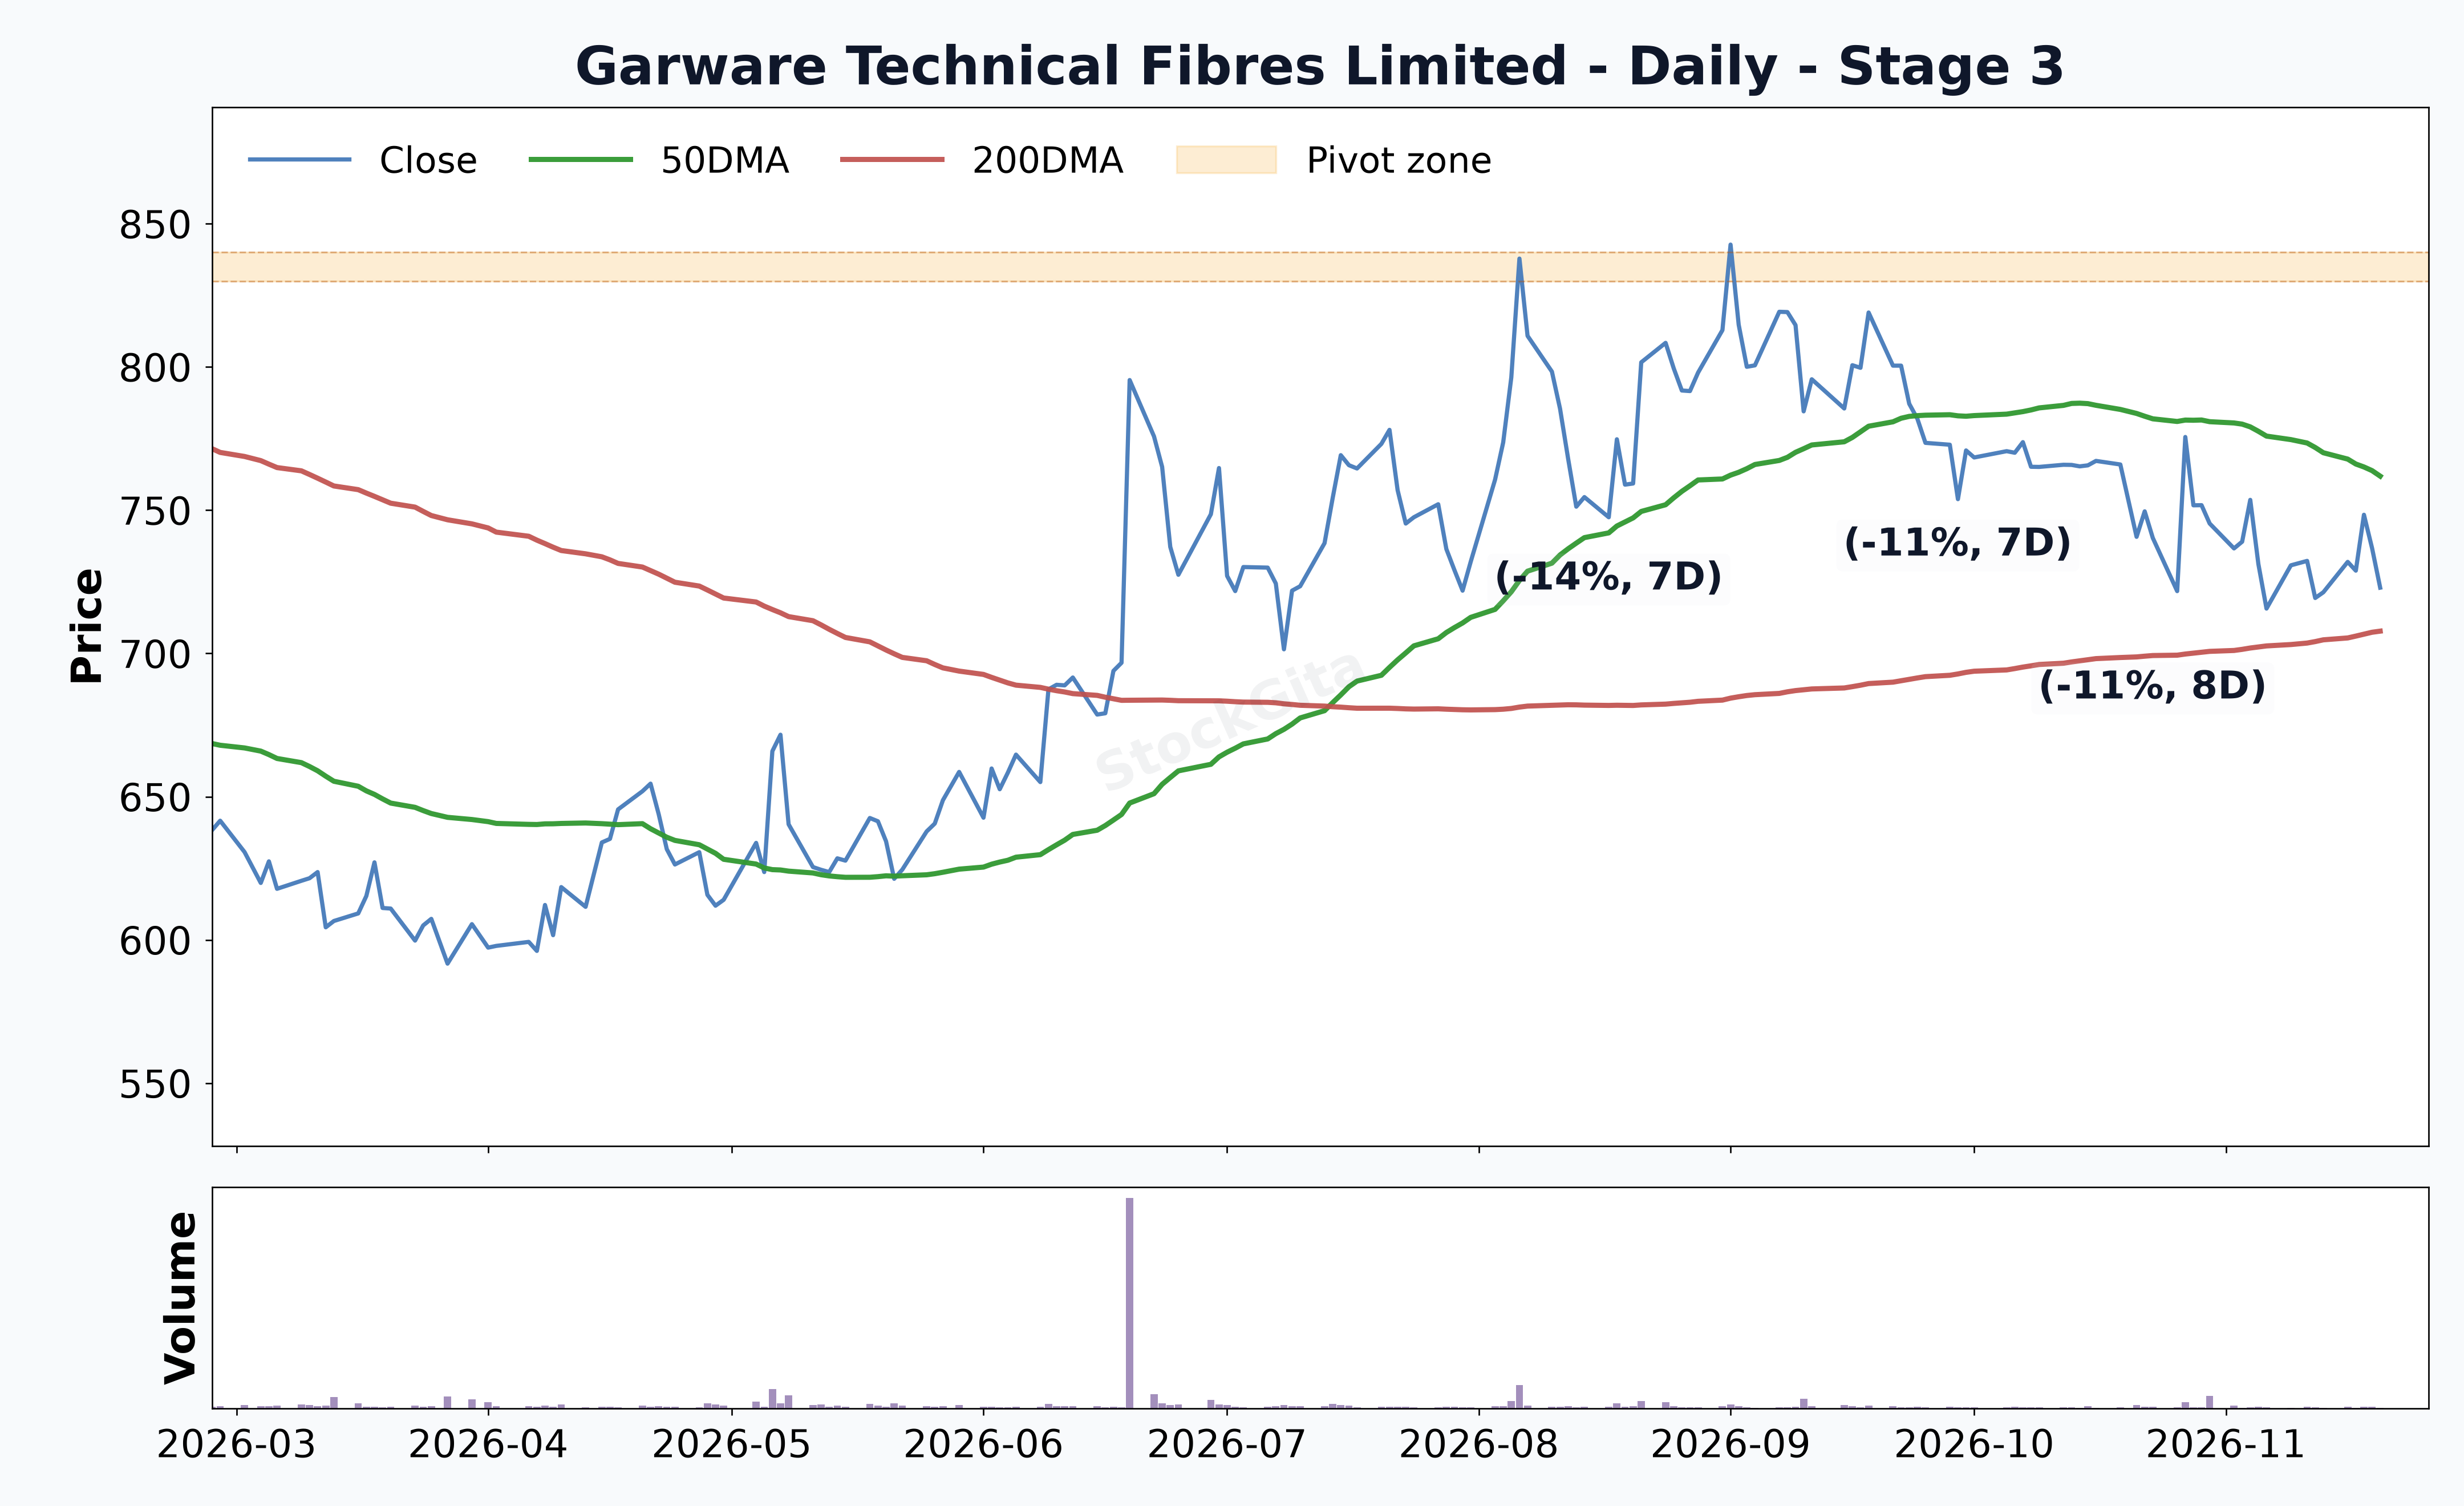 Garware Technical Fibres Limited - Daily - Stage 3
Close
50DMA
200DMA
Pivot zone
Price
850
800
750
700
650
600
550
(-14%, 7D)
(-11%, 7D)
(-11%, 8D)
StockGita
Volume
2026-03
2026-04
2026-05
2026-06
2026-07
2026-08
2026-09
2026-10
2026-11